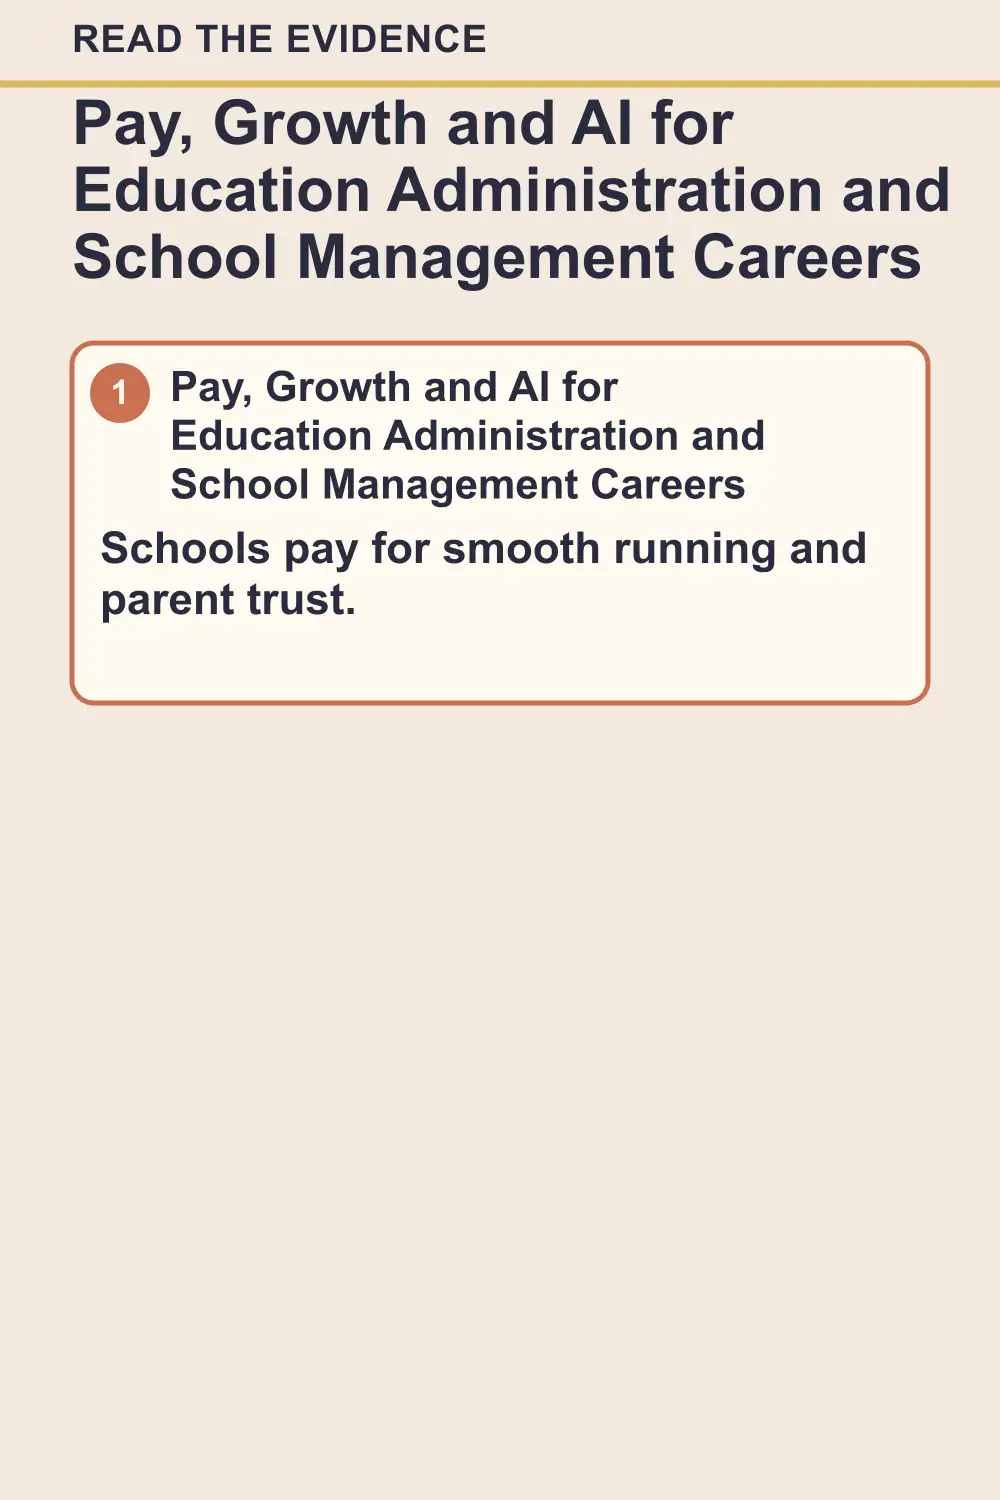 READ THE EVIDENCE
Pay, Growth and AI for
Education Administration and
School Management Careers
1
Pay, Growth and AI for
Education Administration and
School Management Careers
Schools pay for smooth running and
parent trust.